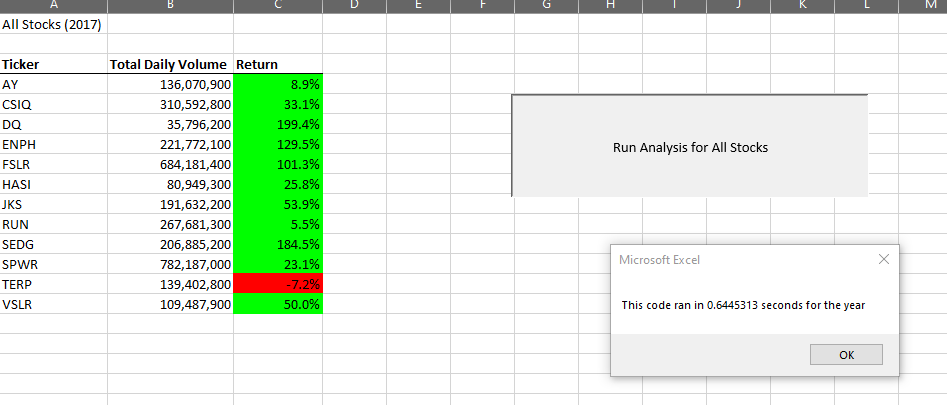 A B C D E F G H I J K L M
All Stocks (2017)
Ticker Total Daily Volume Return
AY 136,070,900 8.9%
CSIQ 310,592,800 33.1%
DQ 35,796,200 199.4%
ENPH 221,772,100 129.5%
FSLR 684,181,400 101.3%
HASI 80,949,300 25.8%
JKS 191,632,200 53.9%
RUN 267,681,300 5.5%
SEDG 206,885,200 184.5%
SPWR 782,187,000 23.1%
TERP 139,402,800 -7.2%
VSLR 109,487,900 50.0%
Run Analysis for All Stocks
Microsoft Excel
This code ran in 0.6445313 seconds for the year
OK